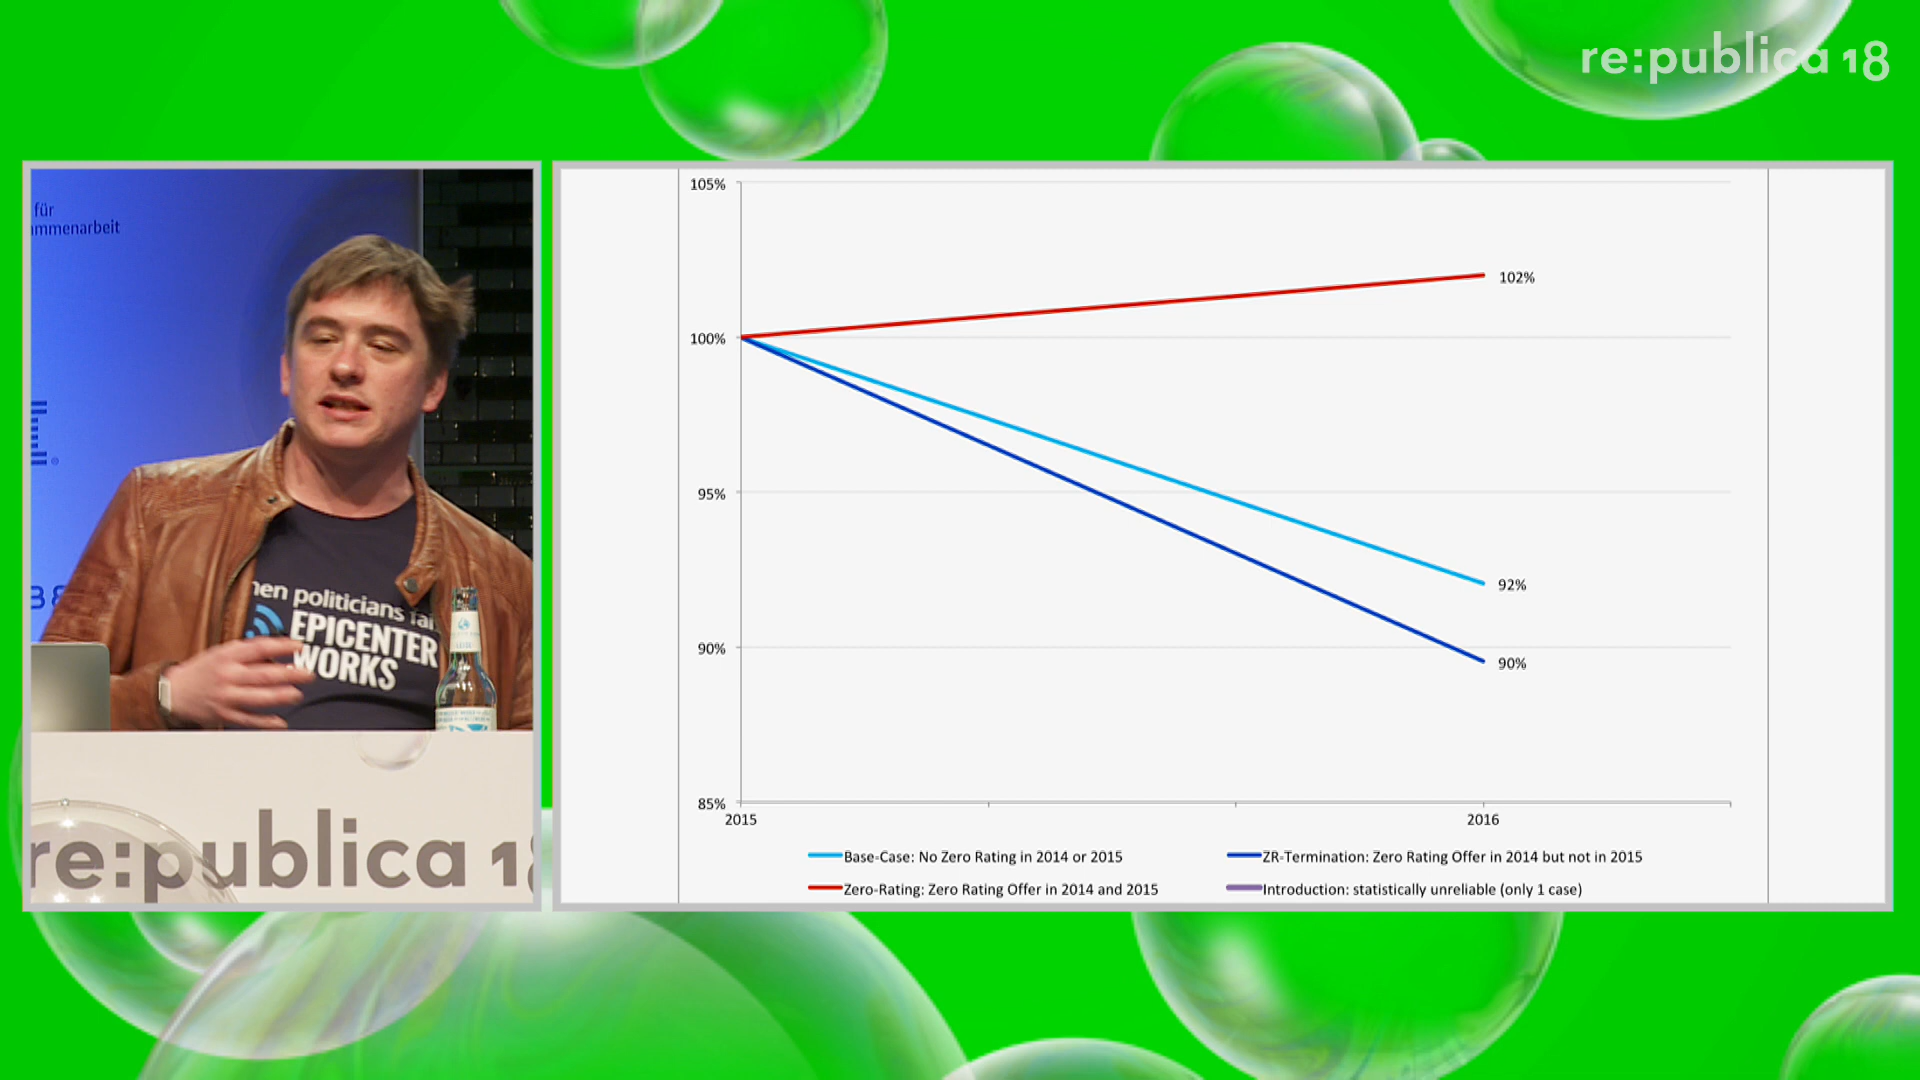 re:publica 18
für
ammenarbeit
hen politicians fai
EPICENTER
WORKS
re:publica 18
105%
100%
95%
90%
85%
102%
92%
90%
2015
2016
Base-Case: No Zero Rating in 2014 or 2015
ZR-Termination: Zero Rating Offer in 2014 but not in 2015
Zero-Rating: Zero Rating Offer in 2014 and 2015
Introduction: statistically unreliable (only 1 case)